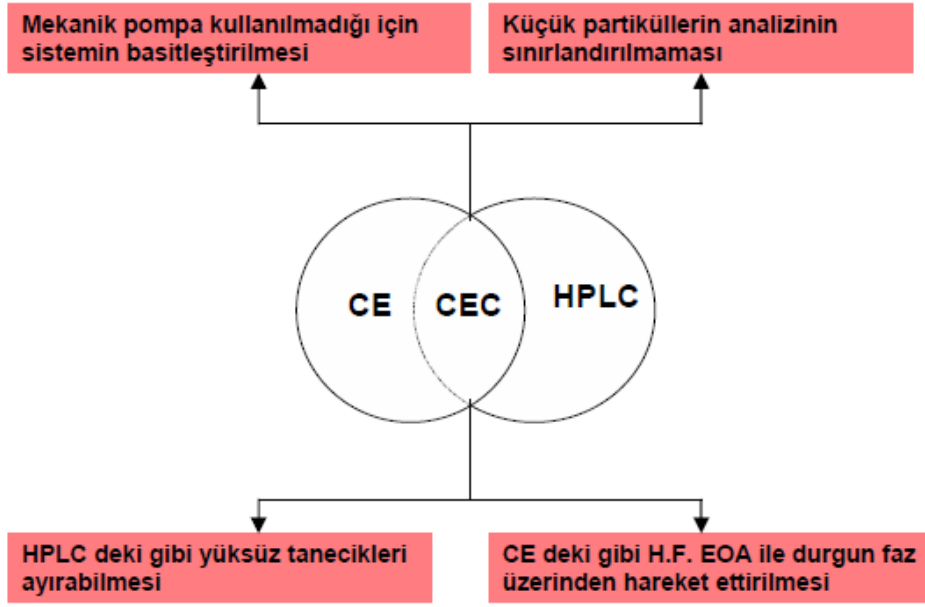 Mekanik pompa kullanılmadığı için
sistemin basitleştirilmesi
Küçük partiküllerin analizinin
sınırlandırılmaması
CE
CEC
HPLC
HPLC deki gibi yüksüz tanecikleri
ayırabilmesi
CE deki gibi H.F. EOA ile durgun faz
üzerinden hareket ettirilmesi